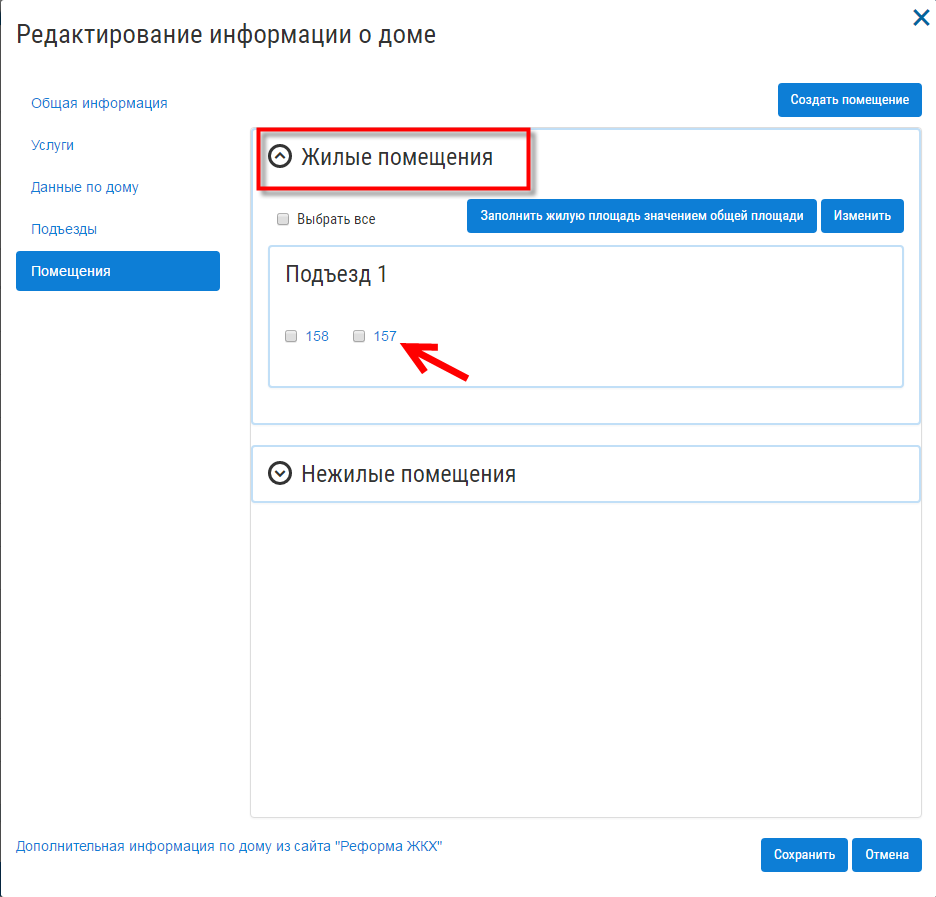 Редактирование информации о доме
Общая информация
Услуги
Данные по дому
Подъезды
Помещения
Создать помещение
Жилые помещения
Выбрать все
Заполнить жилую площадь значением общей площади
Изменить
Подъезд 1
158 157
Нежилые помещения
Дополнительная информация по дому из сайта "Реформа ЖКХ"
Сохранить
Отмена